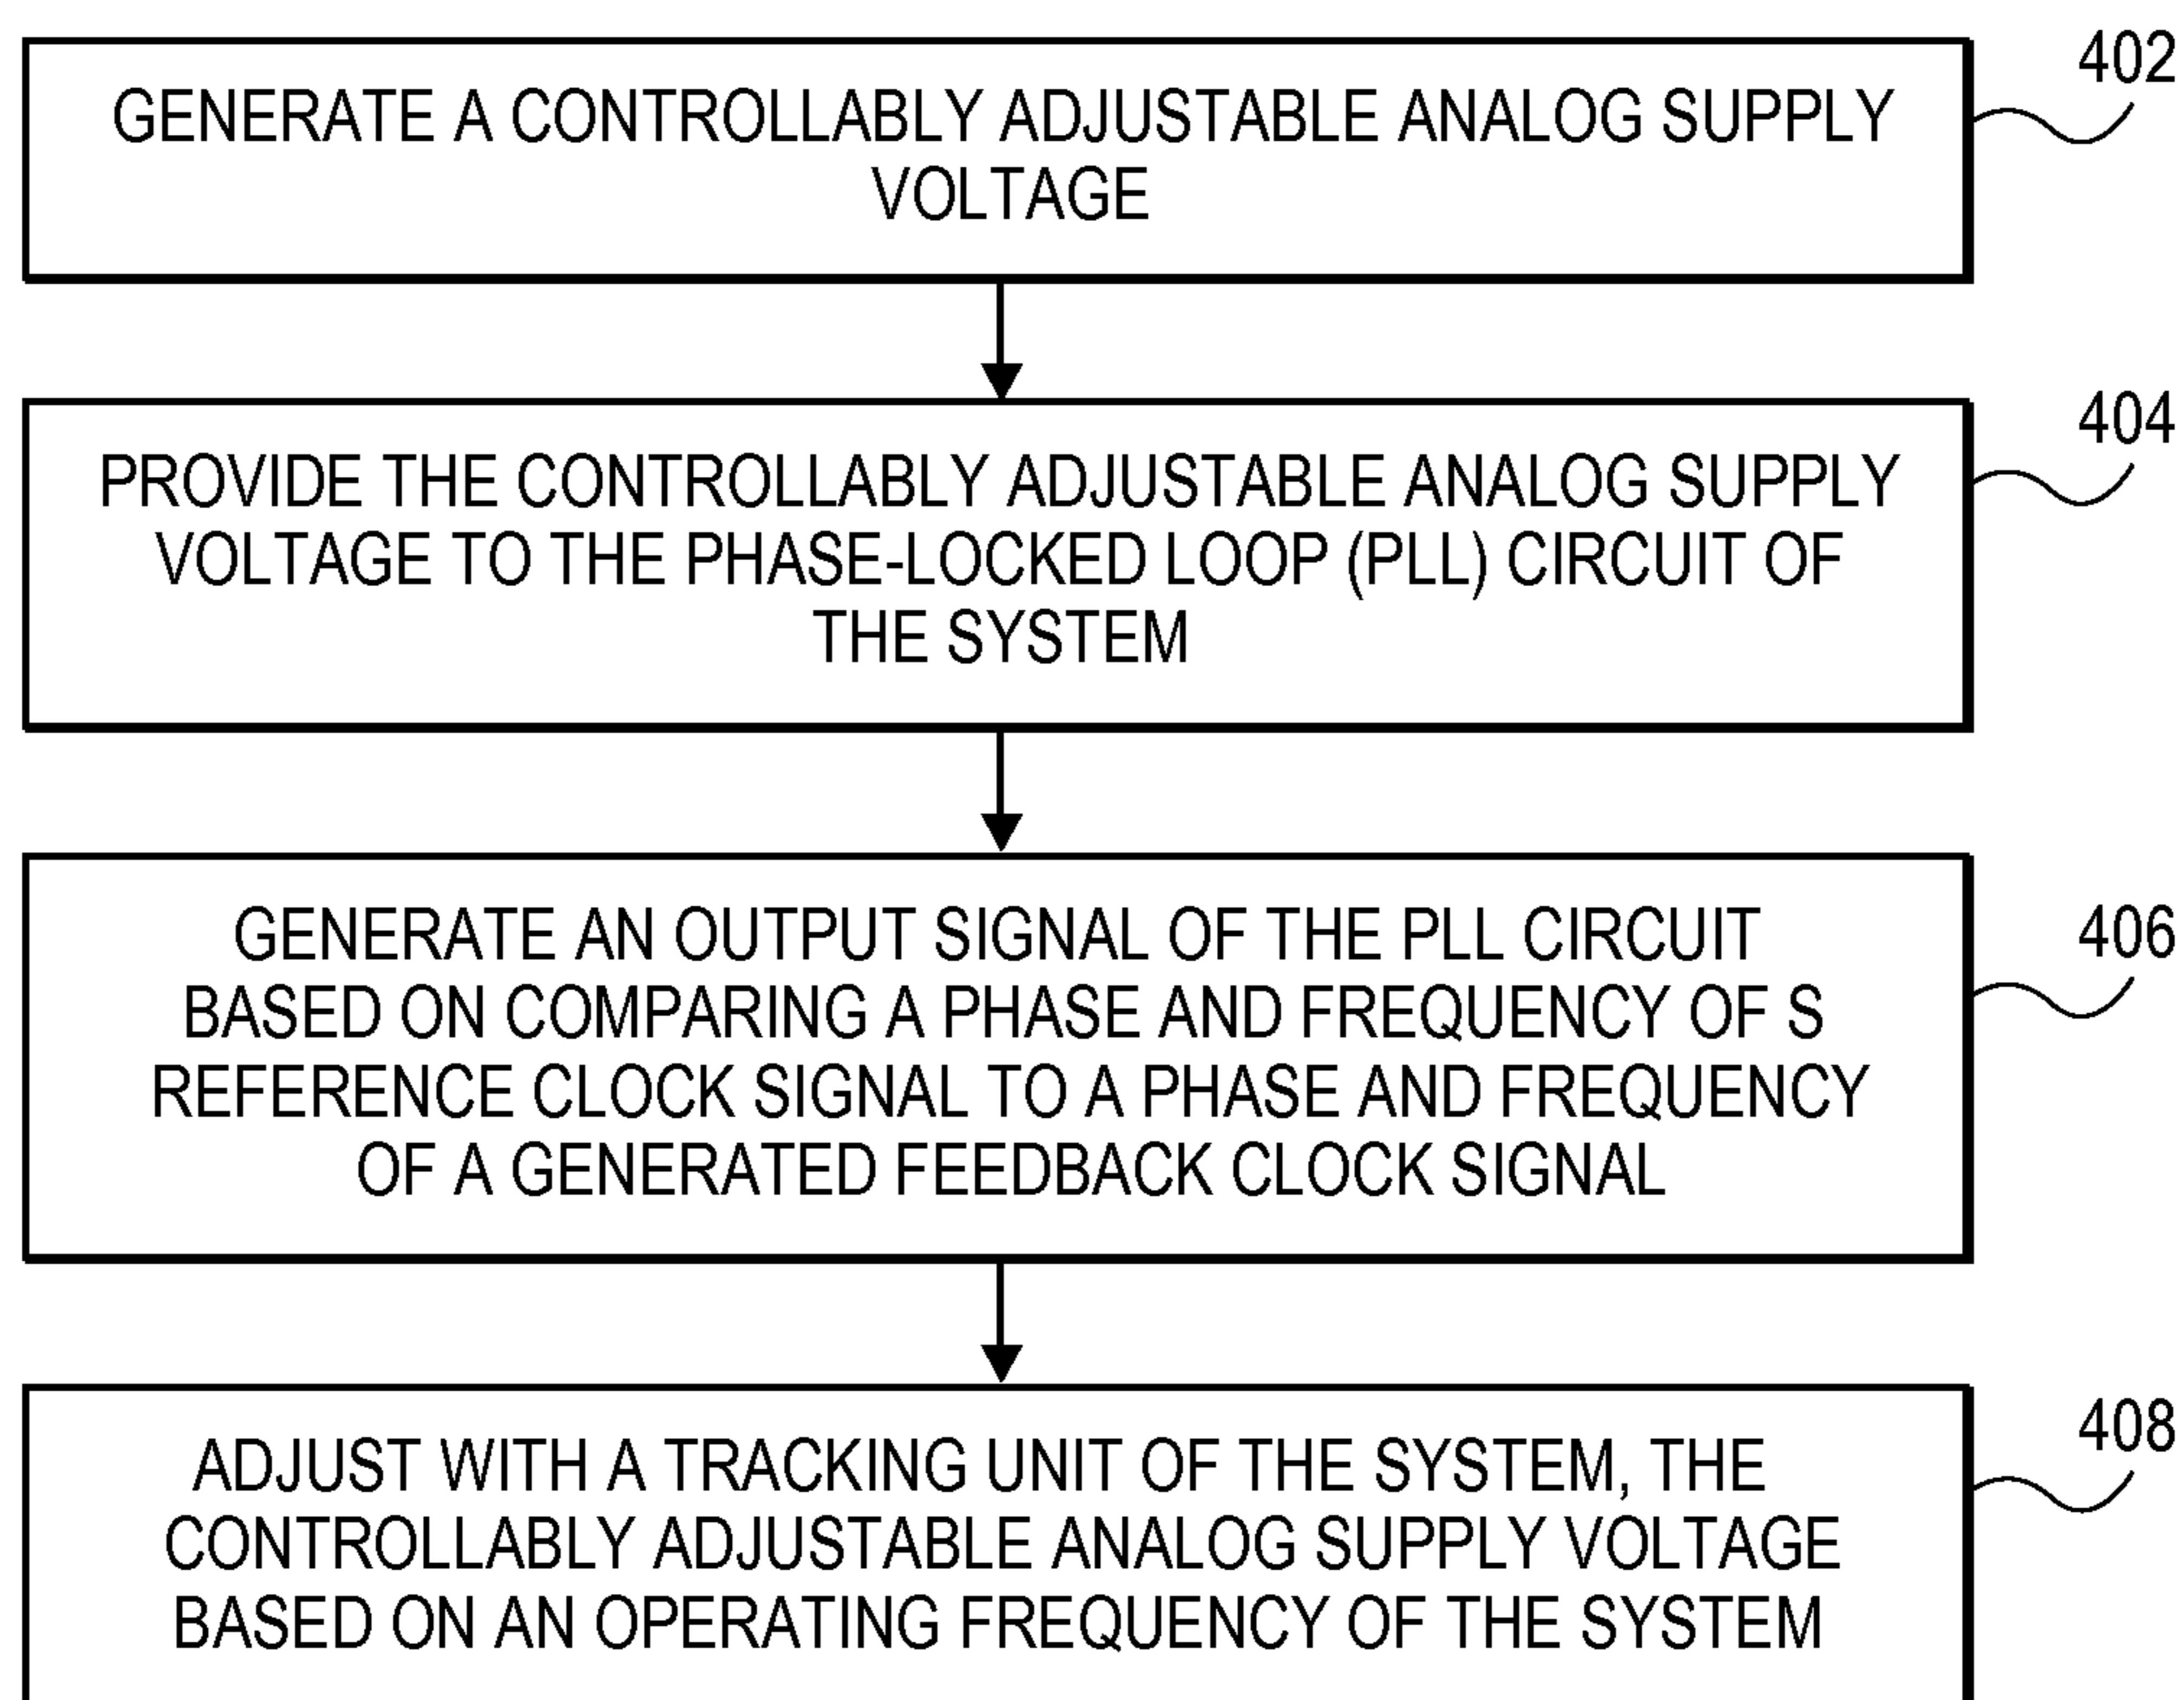 402
GENERATE A CONTROLLABLY ADJUSTABLE ANALOG SUPPLY
VOLTAGE
404
PROVIDE THE CONTROLLABLY ADJUSTABLE ANALOG SUPPLY
VOLTAGE TO THE PHASE-LOCKED LOOP (PLL) CIRCUIT OF
THE SYSTEM
406
GENERATE AN OUTPUT SIGNAL OF THE PLL CIRCUIT
BASED ON COMPARING A PHASE AND FREQUENCY OF S
REFERENCE CLOCK SIGNAL TO A PHASE AND FREQUENCY
OF A GENERATED FEEDBACK CLOCK SIGNAL
408
ADJUST WITH A TRACKING UNIT OF THE SYSTEM, THE
CONTROLLABLY ADJUSTABLE ANALOG SUPPLY VOLTAGE
BASED ON AN OPERATING FREQUENCY OF THE SYSTEM